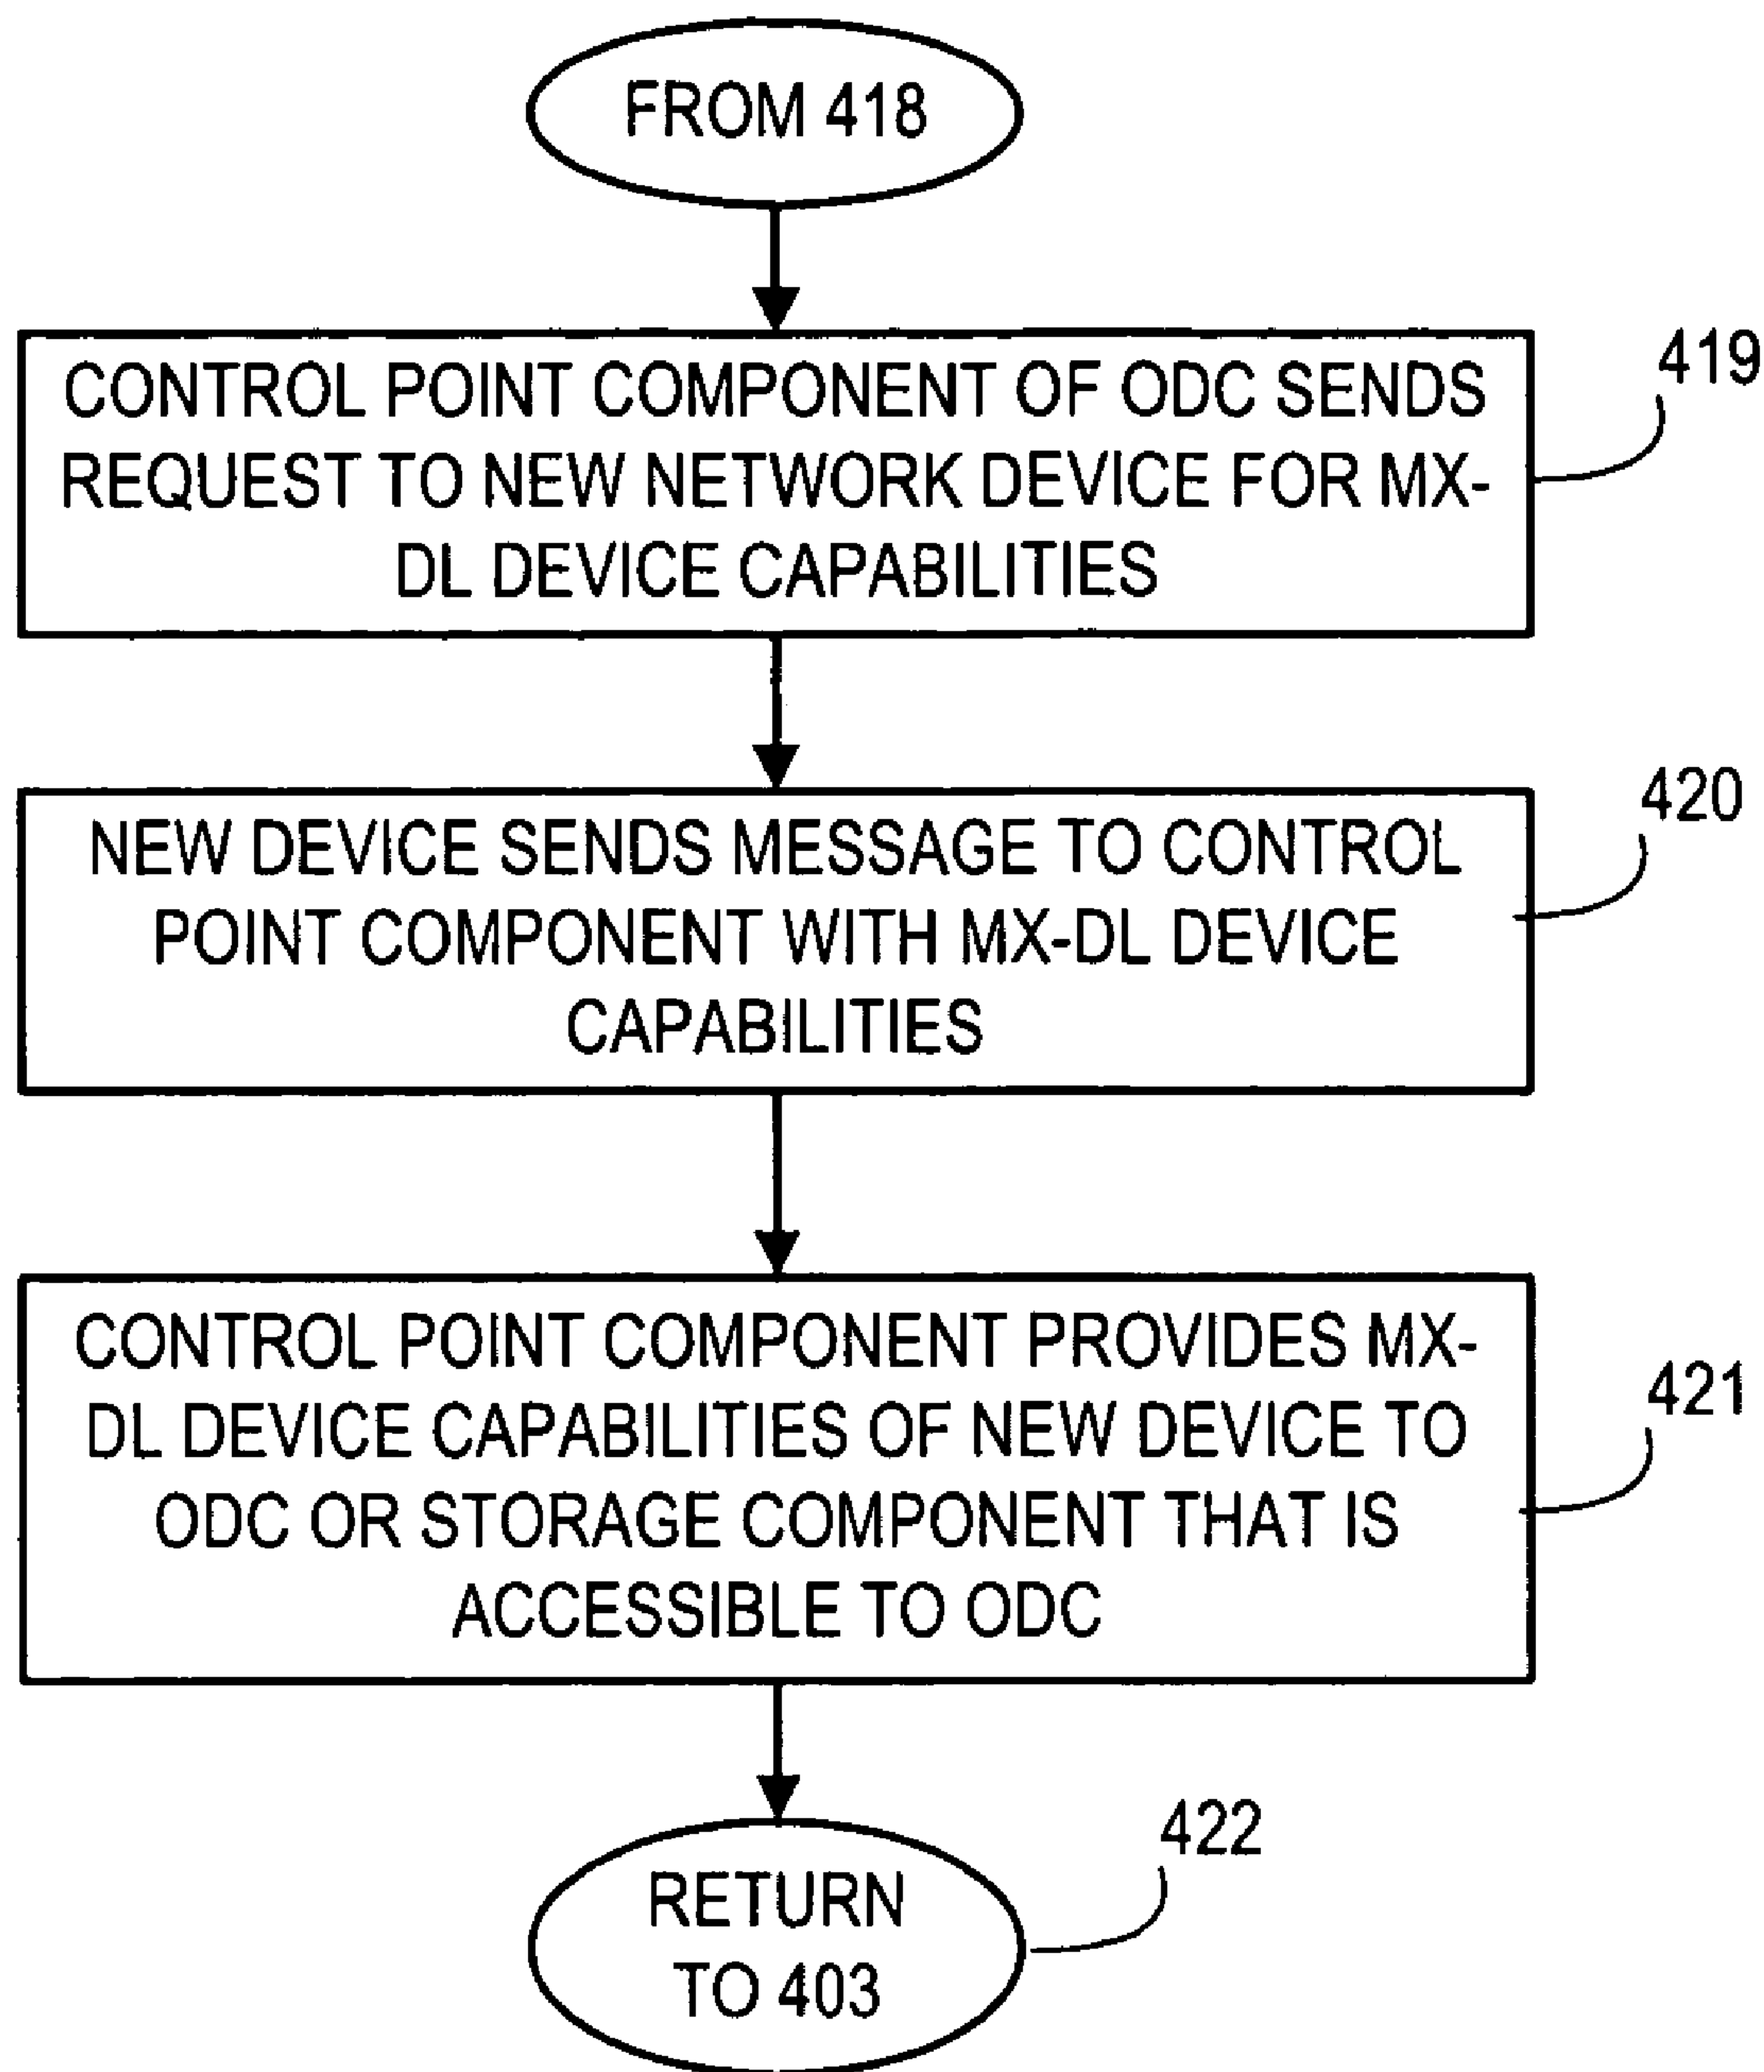 FROM 418
CONTROL POINT COMPONENT OF ODC SENDS
REQUEST TO NEW NETWORK DEVICE FOR MX-
DL DEVICE CAPABILITIES
419
NEW DEVICE SENDS MESSAGE TO CONTROL
POINT COMPONENT WITH MX-DL DEVICE
CAPABILITIES
420
CONTROL POINT COMPONENT PROVIDES MX-
DL DEVICE CAPABILITIES OF NEW DEVICE TO
ODC OR STORAGE COMPONENT THAT IS
ACCESSIBLE TO ODC
421
RETURN
TO 403
422